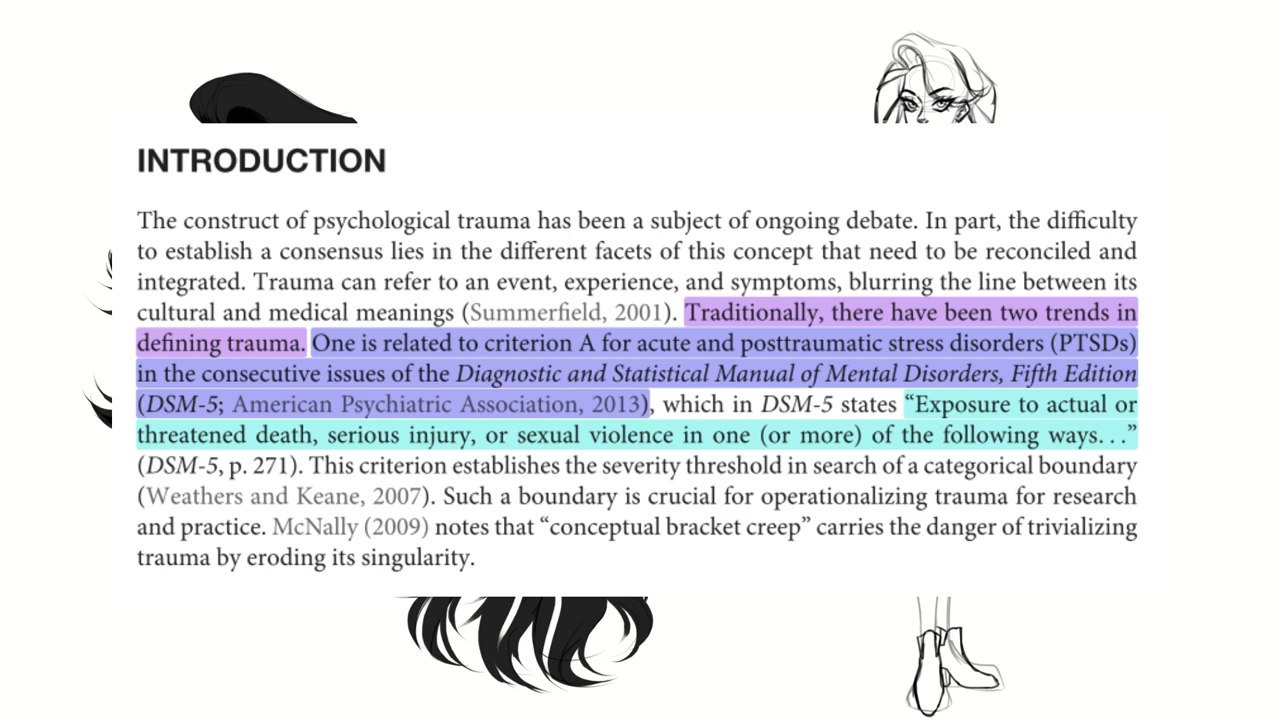 INTRODUCTION
The construct of psychological trauma has been a subject of ongoing debate. In part, the difficulty
to establish a consensus lies in the different facets of this concept that need to be reconciled and
integrated. Trauma can refer to an event, experience, and symptoms, blurring the line between its
cultural and medical meanings (Summerfield, 2001). Traditionally, there have been two trends in
defining trauma. One is related to criterion A for acute and posttraumatic stress disorders (PTSDs)
in the consecutive issues of the Diagnostic and Statistical Manual of Mental Disorders, Fifth Edition
(DSM-5; American Psychiatric Association, 2013), which in DSM-5 states “Exposure to actual or
threatened death, serious injury, or sexual violence in one (or more) of the following ways. . .”
(DSM-5, p. 271). This criterion establishes the severity threshold in search of a categorical boundary
(Weathers and Keane, 2007). Such a boundary is crucial for operationalizing trauma for research
and practice. McNally (2009) notes that “conceptual bracket creep” carries the danger of trivializing
trauma by eroding its singularity.